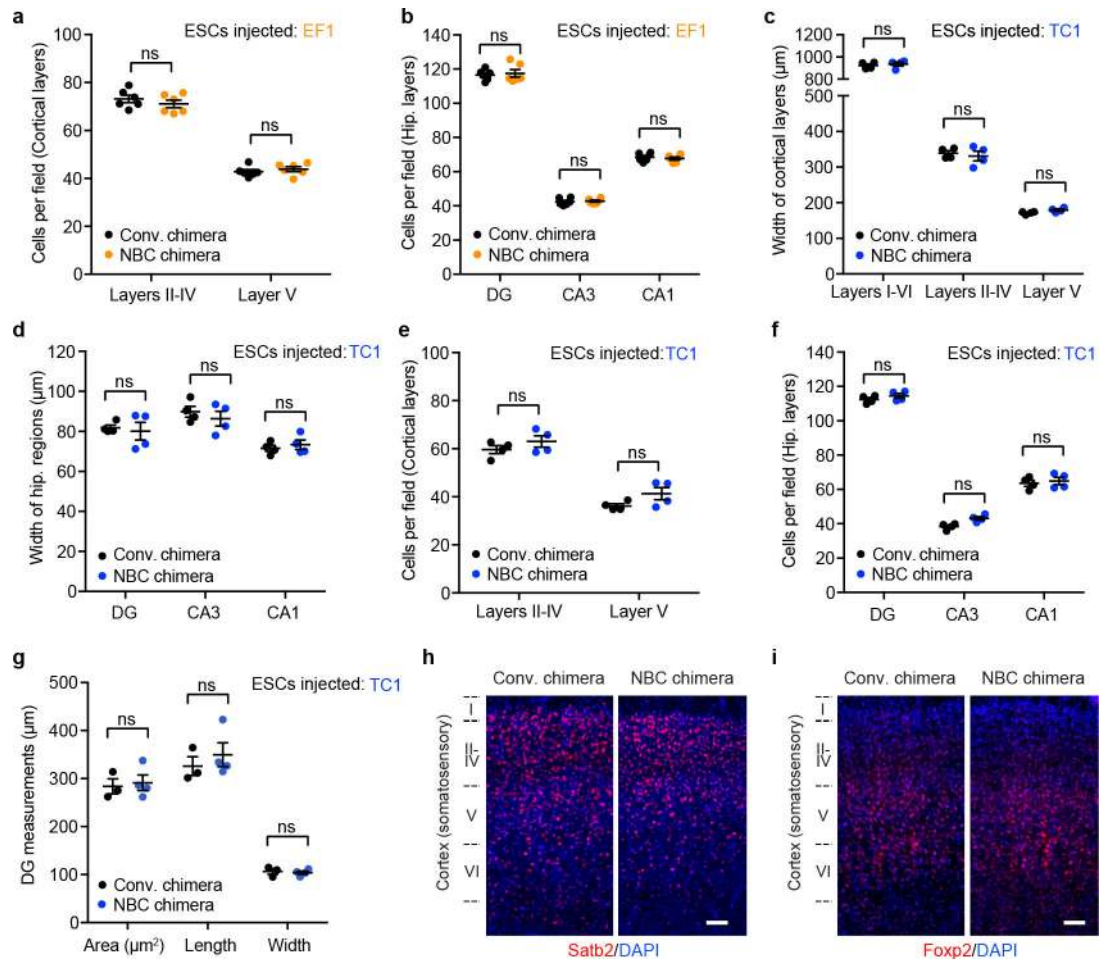 a
ESCs injected: EF1
Cells per field (Cortical layers)
100
80
60
40
20
0
ns
ns
Conv. chimera
NBC chimera
Layers II-IV
Layer V
b
ESCs injected: EF1
Cells per field (Hip. layers)
140
120
100
80
60
40
20
0
ns
ns
ns
Conv. chimera
NBC chimera
DG
CA3
CA1
c
ESCs injected: TC1
Width of cortical layers (µm)
1200
1000
800
500
400
300
200
100
0
ns
ns
ns
Conv. chimera
NBC chimera
Layers I-VI
Layers II-IV
Layer V
d
ESCs injected: TC1
Width of hip. regions (µm)
120
100
80
60
40
20
0
ns
ns
ns
Conv. chimera
NBC chimera
DG
CA3
CA1
e
ESCs injected: TC1
Cells per field (Cortical layers)
100
80
60
40
20
0
ns
ns
Conv. chimera
NBC chimera
Layers II-IV
Layer V
f
ESCs injected: TC1
Cells per field (Hip. layers)
140
120
100
80
60
40
20
0
ns
ns
ns
Conv. chimera
NBC chimera
DG
CA3
CA1
g
ESCs injected: TC1
DG measurements (µm)
500
400
300
200
100
0
ns
ns
ns
Conv. chimera
NBC chimera
Area (µm²)
Length
Width
h
Conv. chimera
NBC chimera
Cortex (somatosensory)
I
II-
IV
V
VI
Satb2/DAPI
i
Conv. chimera
NBC chimera
Cortex (somatosensory)
I
II-
IV
V
VI
Foxp2/DAPI